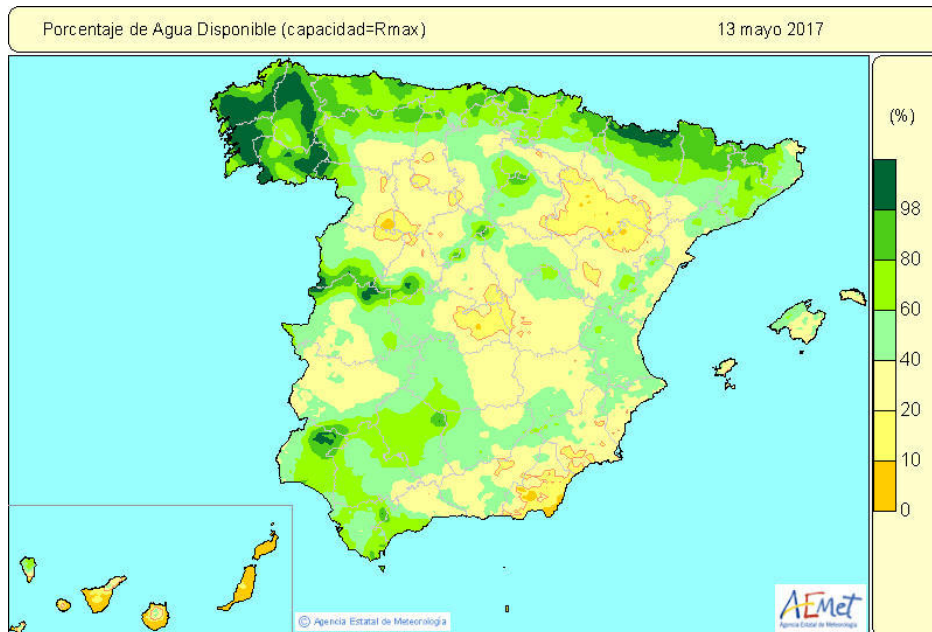 Porcentaje de Agua Disponible (capacidad=Rmax) 13 mayo 2017
(%)
98
80
60
40
20
10
0
© Agencia Estatal de Meteorología
AEMet
Agencia Estatal de Meteorología